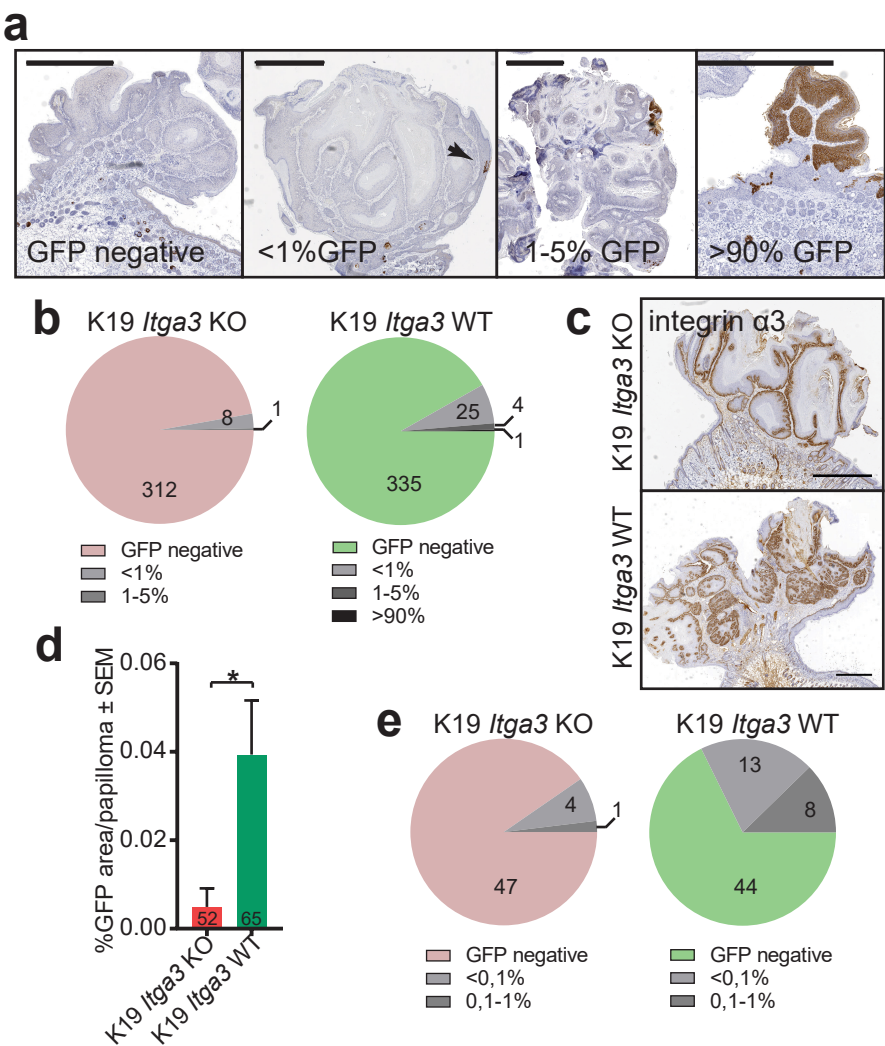 a
GFP negative
<1%GFP
1-5% GFP
>90% GFP
b
K19 Itga3 KO
8
1
312
GFP negative
<1%
1-5%
K19 Itga3 WT
25
4
1
335
GFP negative
<1%
1-5%
>90%
c
integrin α3
K19 Itga3 KO
K19 Itga3 WT
d
%GFP area/papilloma ± SEM
0.06
0.04
0.02
0.00
*
52
65
K19 Itga3 KO
K19 Itga3 WT
e
K19 Itga3 KO
4
1
47
GFP negative
<0,1%
0,1-1%
K19 Itga3 WT
13
8
44
GFP negative
<0,1%
0,1-1%